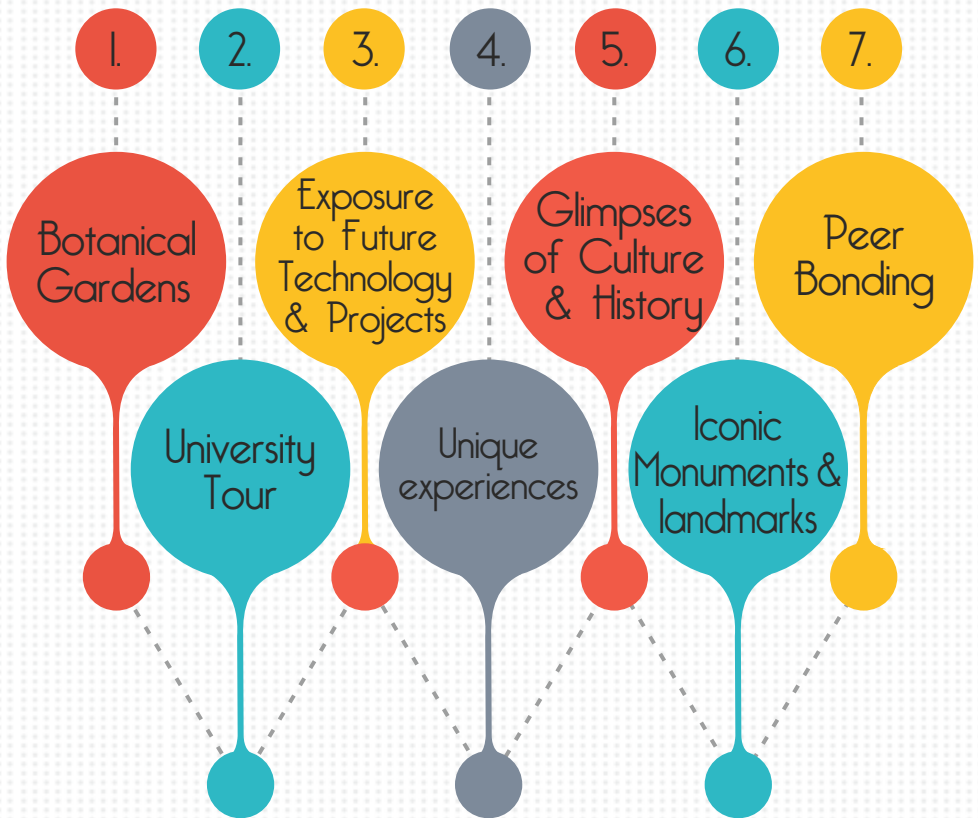 1.
2.
3.
4.
5.
6.
7.
Botanical
Gardens
University
Tour
Exposure
to Future
Technology
& Projects
Unique
experiences
Glimpses
of Culture
& History
Iconic
Monuments &
landmarks
Peer
Bonding